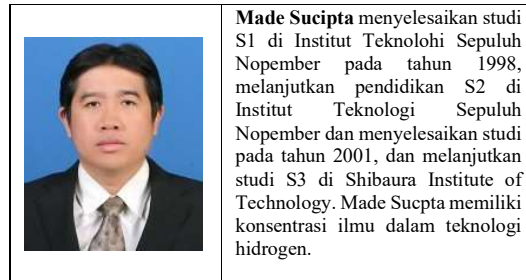 Made Sucipta menyelesaikan studi
S1 di Institut Teknolohi Sepuluh
Nopember pada tahun 1998,
melanjutkan pendidikan S2 di
Institut Teknologi Sepuluh
Nopember dan menyelesaikan studi
pada tahun 2001, dan melanjutkan
studi S3 di Shibaura Institute of
Technology. Made Sucpta memiliki
konsentrasi ilmu dalam teknologi
hidrogen.